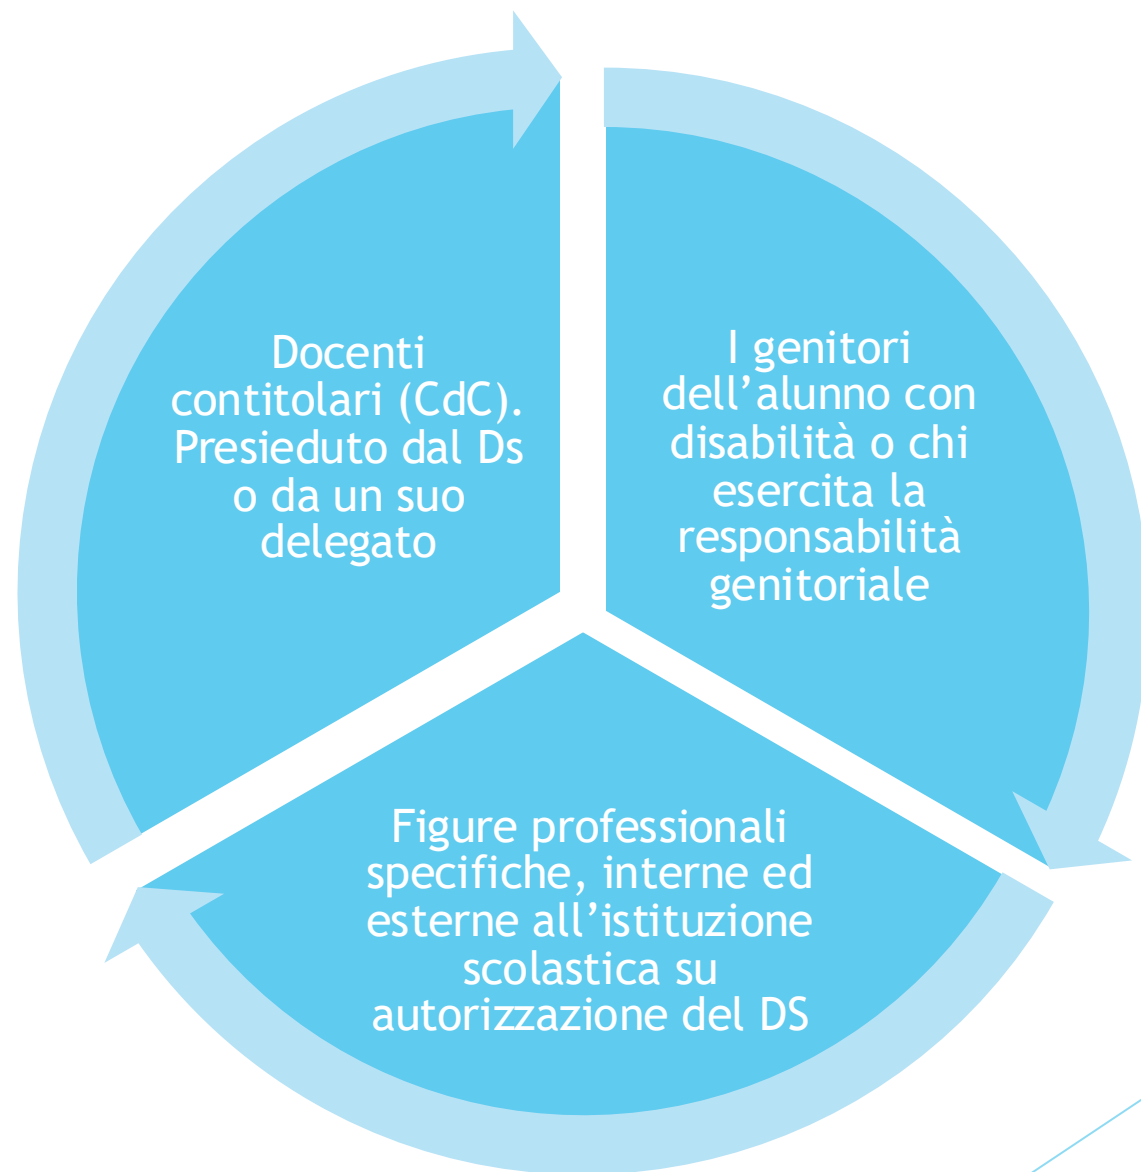 Docenti
contitolari (CdC).
Presieduto dal Ds
o da un suo
delegato
I genitori
dell’alunno con
disabilità o chi
esercita la
responsabilità
genitoriale
Figure professionali
specifiche, interne ed
esterne all’istituzione
scolastica su
autorizzazione del DS